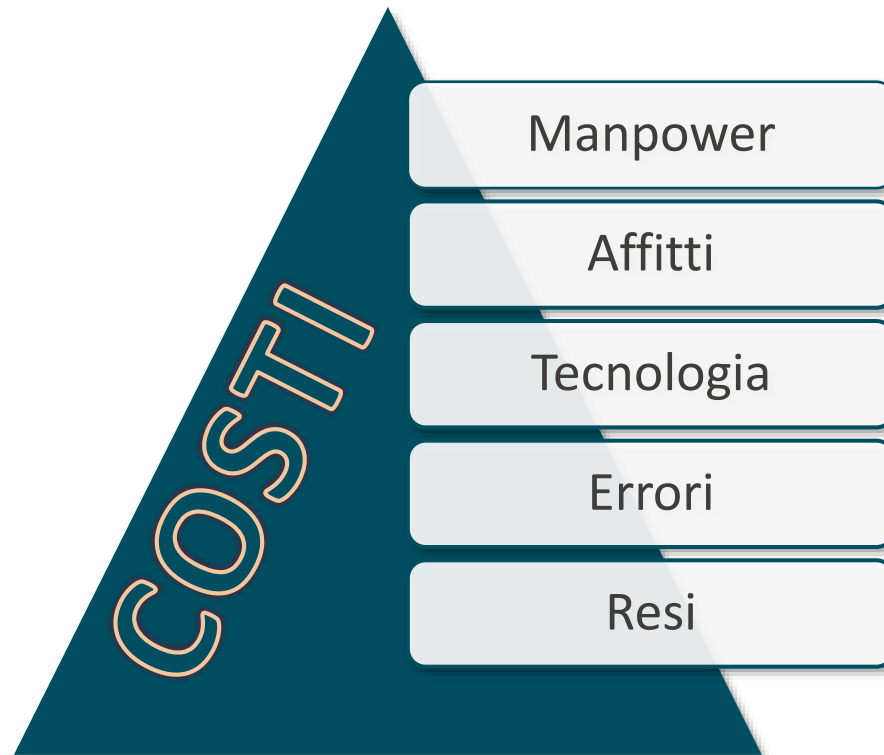 COSTI
Manpower
Affitti
Tecnologia
Errori
Resi